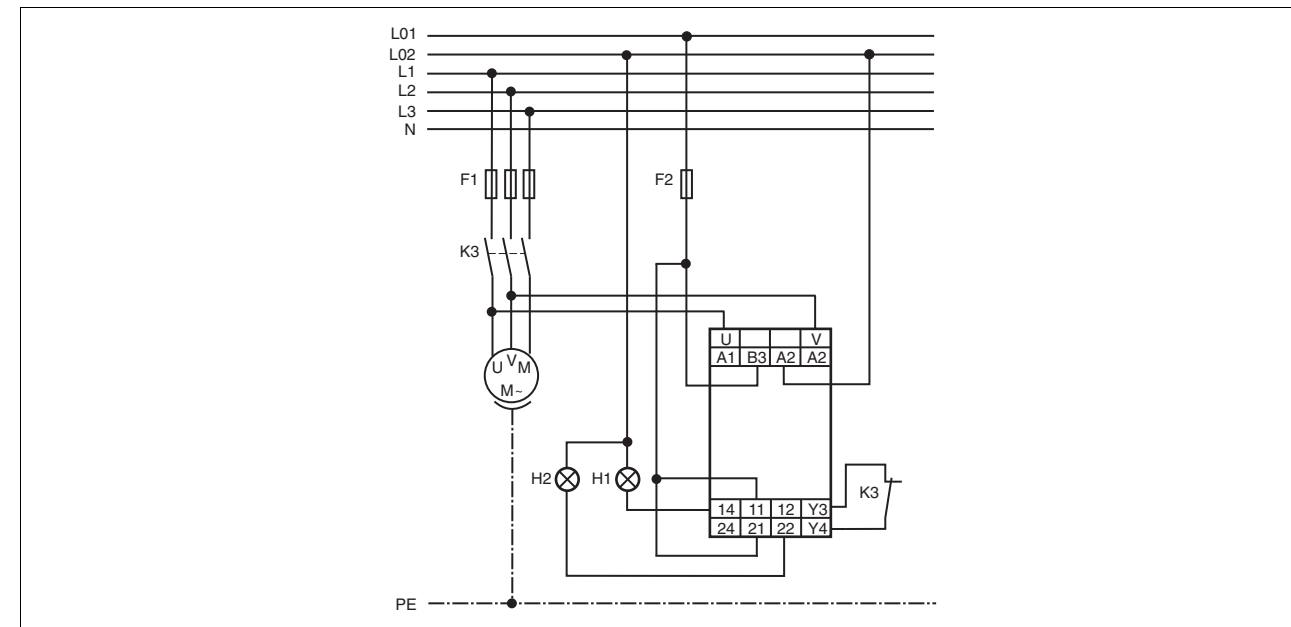 L01
L02
L1
L2
L3
N
F1
F2
K3
U V
A1 B3 A2 A2
U V M
M~
H2 H1
K3
14 11 12 Y3
24 21 22 Y4
PE